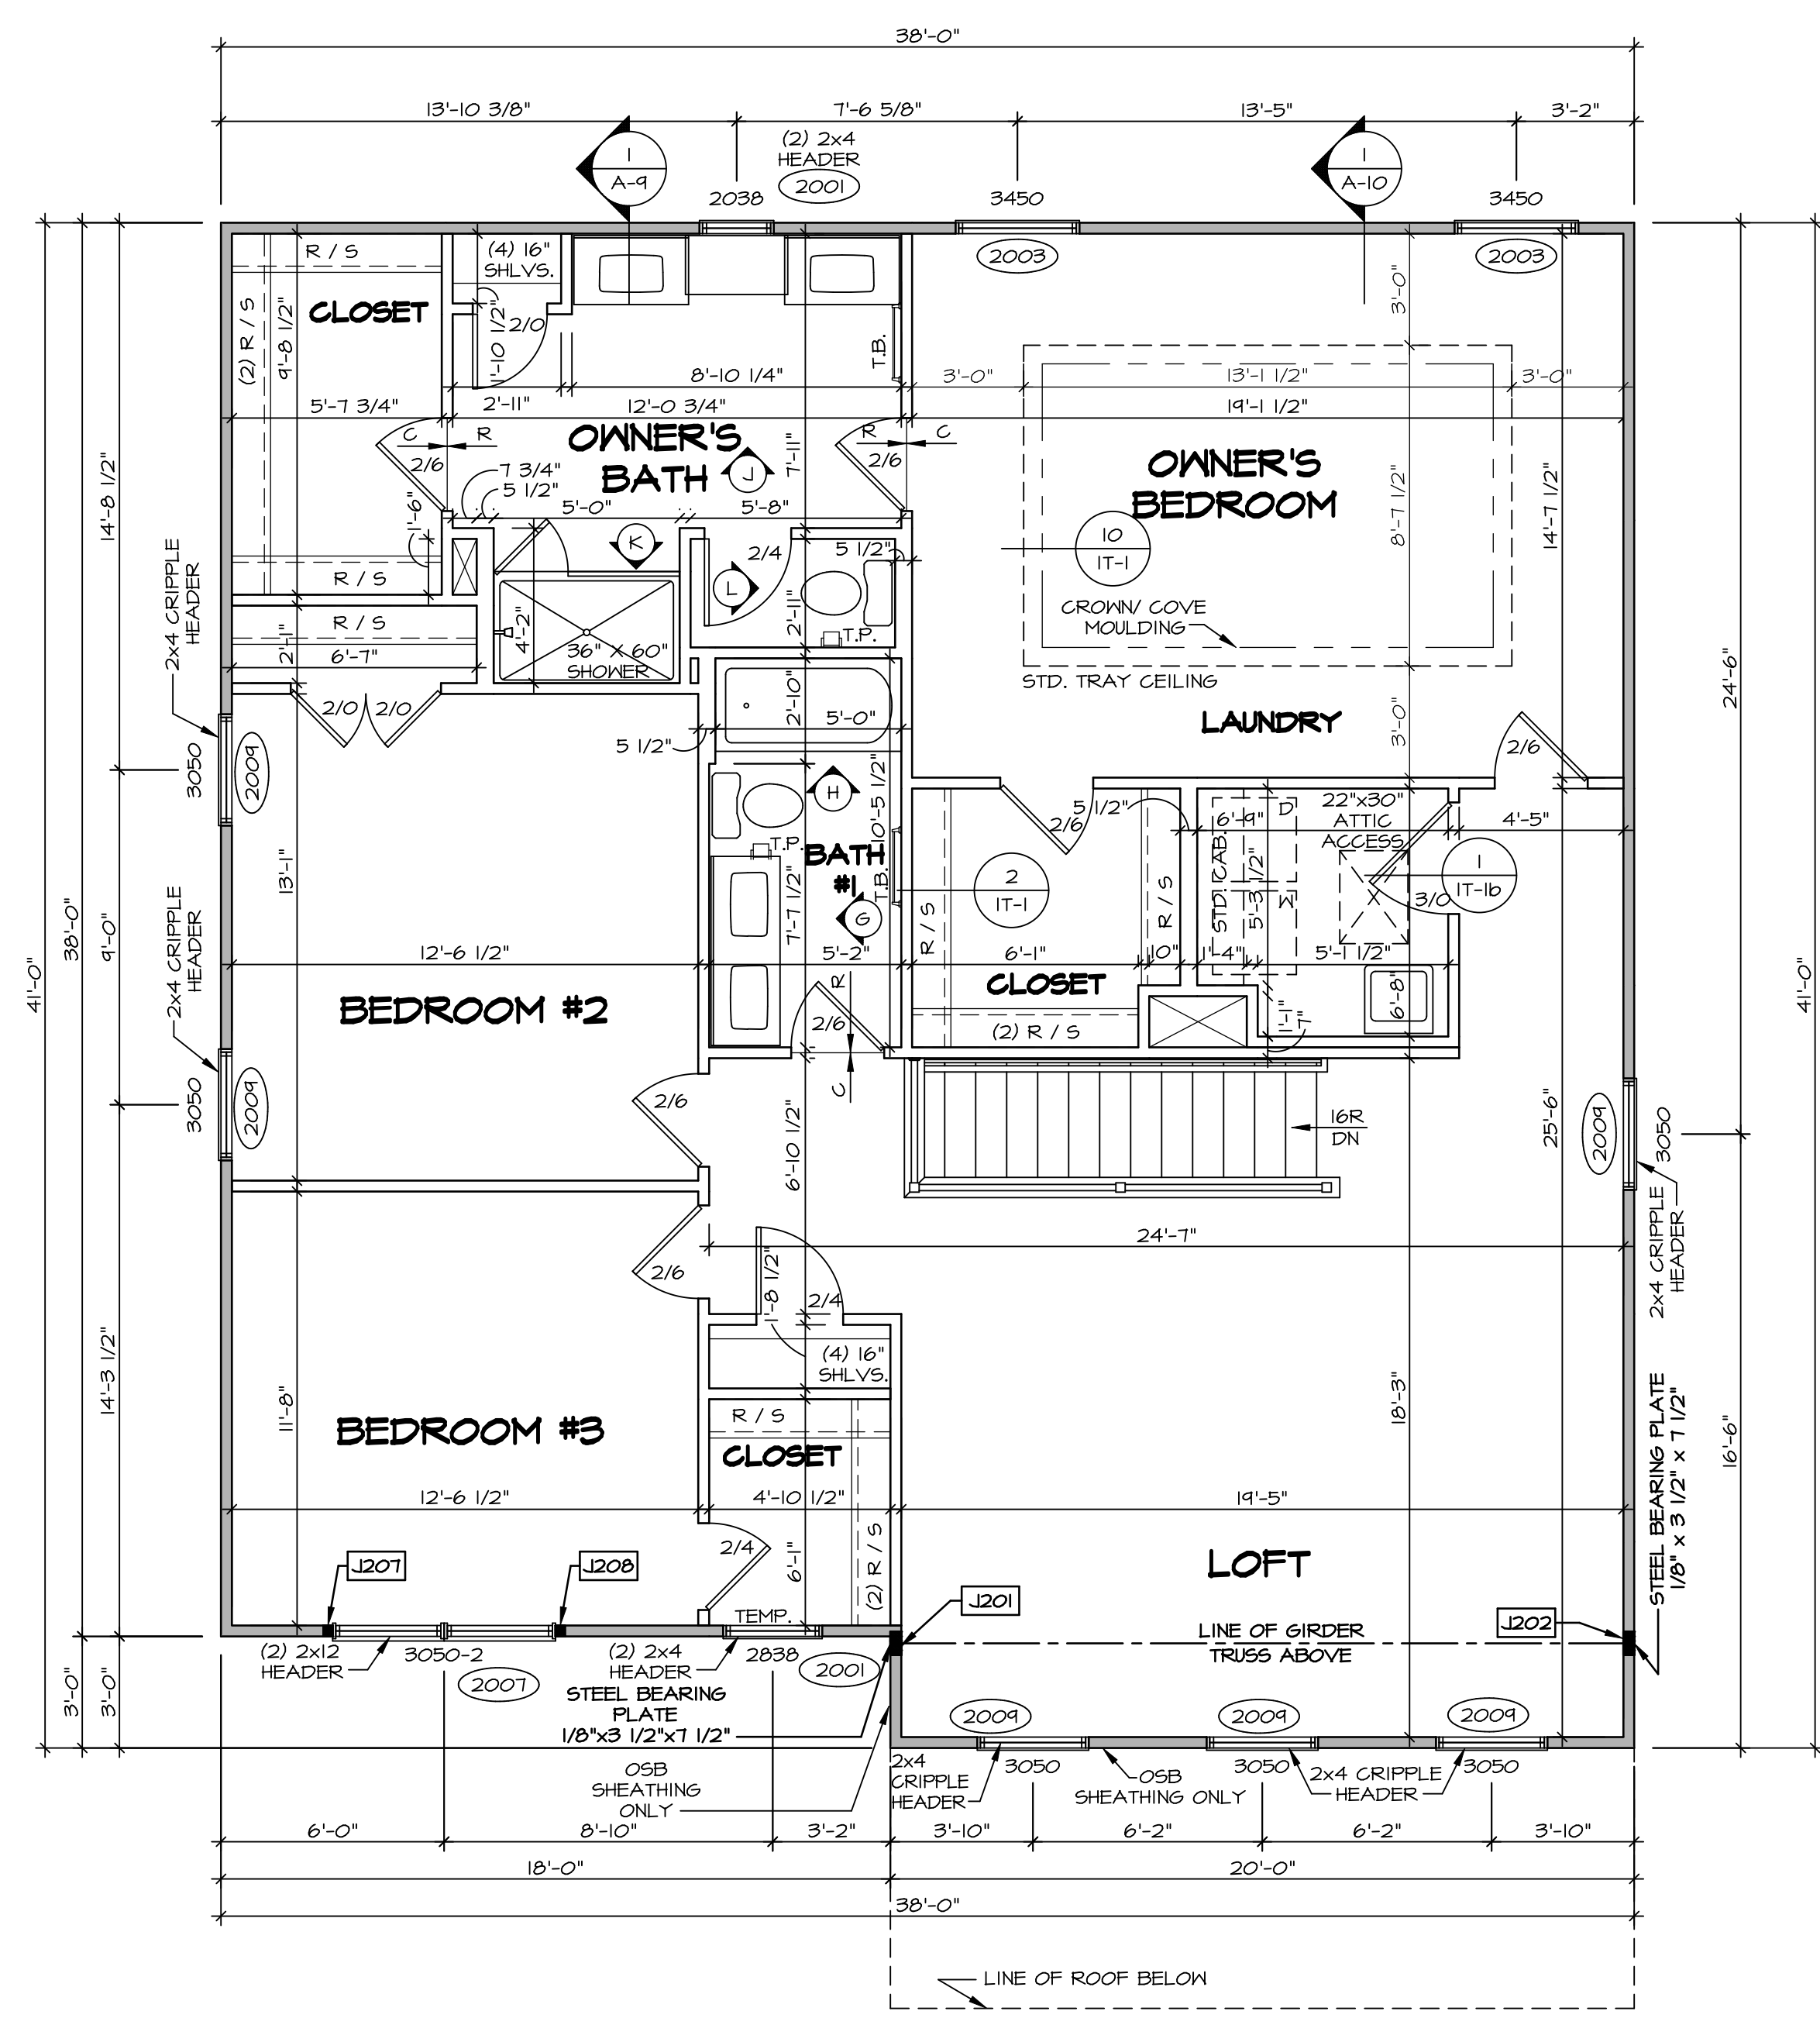 38'-0"
13'-10 3/8"
7'-6 5/8"
13'-5"
3'-2"
(2) 2x4
HEADER
2001
1
A-9
1
A-10
2038
3450
3450
2003
2003
R / S
(4) 16"
SHLVS.
(2) R / S
9'-8 1/2"
CLOSET
1'-10 1/2"
2/0
T.B.
3'-0"
8'-10 1/4"
3'-0"
13'-1 1/2"
3'-0"
5'-7 3/4"
2'-11"
12'-0 3/4"
19'-1 1/2"
C
R
2/6
OWNER'S
BATH
J
7'-11"
R
C
2/6
OWNER'S
BEDROOM
8'-7 1/2"
14'-7 1/2"
7 3/4"
5 1/2"
5'-0"
5'-8"
1'-6"
K
2/4
5 1/2"
10
IT-1
14'-8 1/2"
2x4 CRIPPLE
HEADER
R / S
R / S
L
2'-11"
T.P.
CROWN/ COVE
MOULDING
2'-1"
6'-7"
4'-2"
36" X 60"
SHOWER
STD. TRAY CEILING
24'-6"
2/0
2/0
2'-10"
5'-0"
5 1/2"
LAUNDRY
3'-0"
2/6
3050
2009
H
10'-5 1/2"
5 1/2"
2/6
6'-9"
D
22"x30"
ATTIC
ACCESS
4'-5"
T.P.
BATH
#1
T.B.
13'-1"
7'-7 1/2"
2
IT-1
R / S
R / S
STD. CAB.
5'-3 1/2"
W
1
IT-1b
3/0
G
2x4 CRIPPLE
HEADER
9'-0"
38'-0"
41'-0"
41'-0"
12'-6 1/2"
5'-2"
6'-1"
10"
1'-4"
5'-1 1/2"
CLOSET
BEDROOM #2
R
2/6
C
(2) R / S
1'-1"
7"
6'-8"
3050
2009
2/6
6'-10 1/2"
16R
DN
25'-6"
2009
3050
2x4 CRIPPLE
HEADER
24'-7"
2/6
1'-8 1/2"
2/4
(4) 16"
SHLVS.
14'-3 1/2"
11'-8"
18'-3"
16'-6"
STEEL BEARING PLATE
1/8" x 3 1/2" x 7 1/2"
R / S
BEDROOM #3
CLOSET
12'-6 1/2"
4'-10 1/2"
19'-5"
2/4
6'-1"
(2) R / S
J207
J208
LOFT
J201
J202
TEMP.
LINE OF GIRDER
TRUSS ABOVE
(2) 2x12
HEADER
3050-2
2007
(2) 2x4
HEADER
2838
2001
3'-0"
3'-0"
STEEL BEARING
PLATE
1/8"x3 1/2"x7 1/2"
2009
2009
2009
OSB
SHEATHING
ONLY
2x4
CRIPPLE
HEADER
3050
OSB
SHEATHING ONLY
3050
2x4 CRIPPLE
HEADER
3050
6'-0"
8'-10"
3'-2"
3'-10"
6'-2"
6'-2"
3'-10"
18'-0"
20'-0"
38'-0"
LINE OF ROOF BELOW